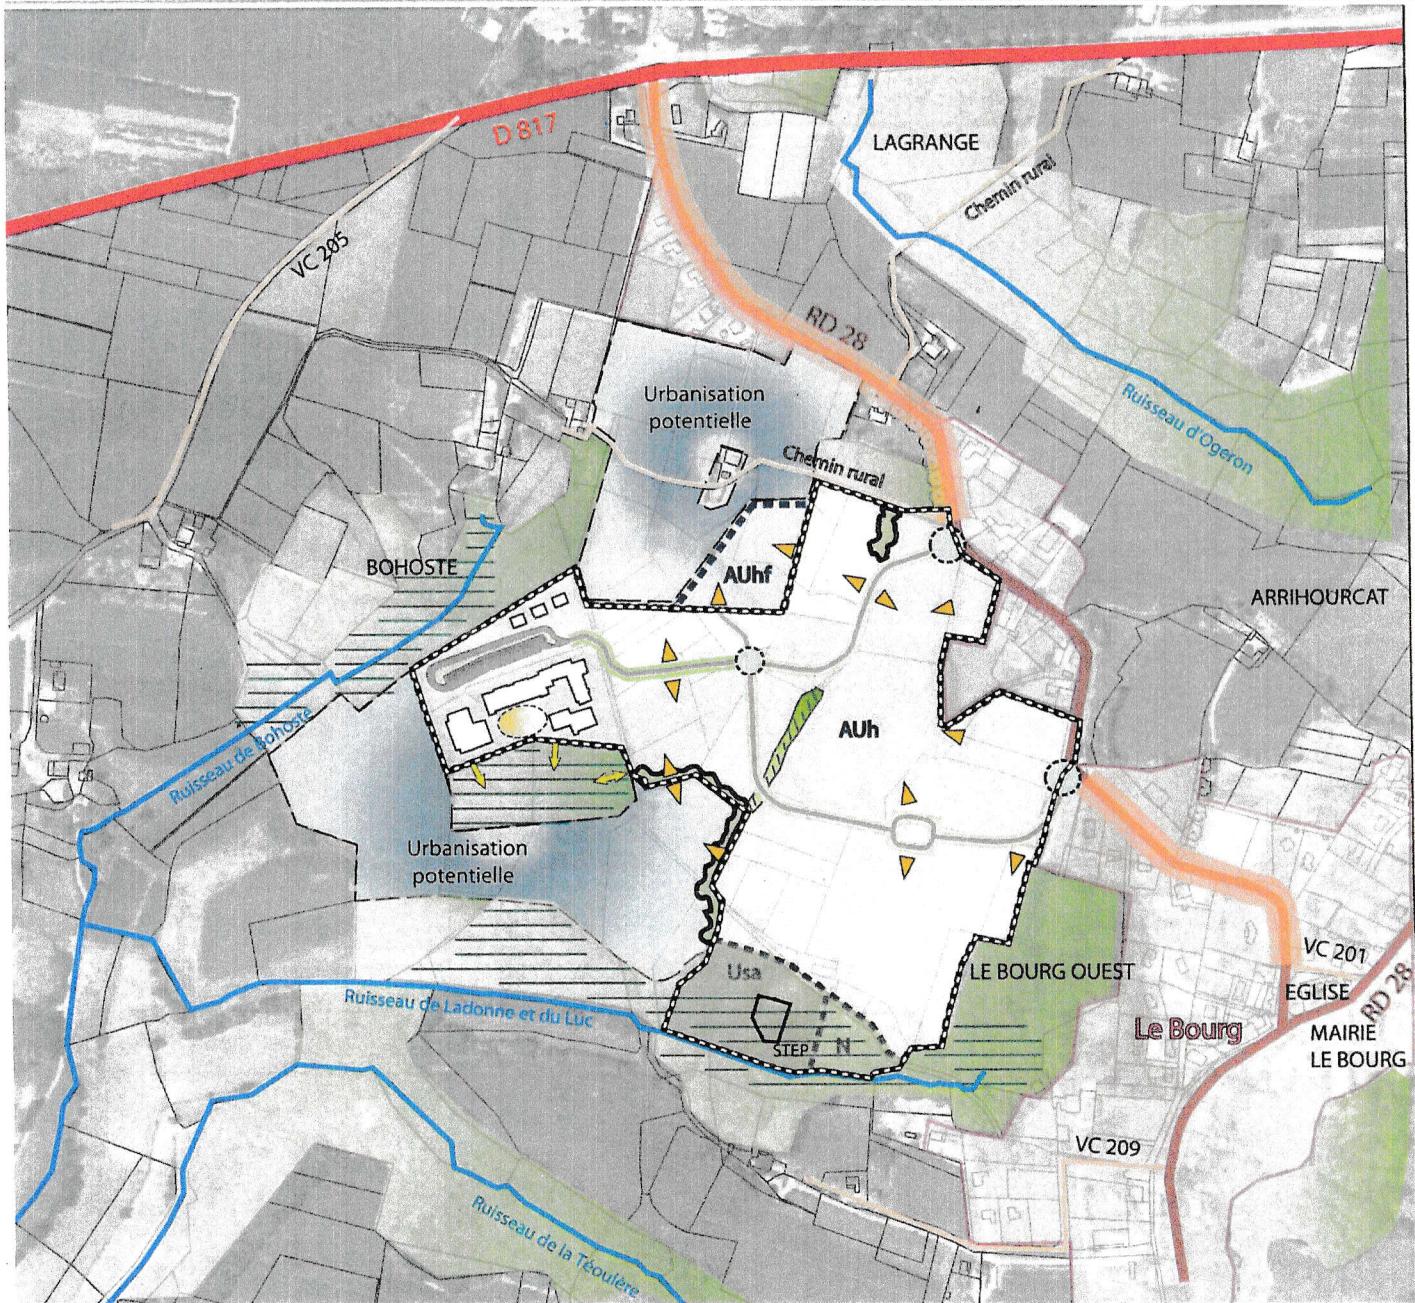 D 817
LAGRANGE
Chemin rural
VC 205
RD 28
Urbanisation
potentielle
Ruisseau d'Ogeron
Chemin rural
BOHOSTE
AUhf
ARRIHOURCAT
AUh
Ruisseau de Bohoste
Urbanisation
potentielle
Usa
LE BOURG OUEST
VC 201
EGLISE
RD 28
Ruisseau de Ladonne et du Luc
STEP
N
Le Bourg
MAIRIE
LE BOURG
VC 209
Ruisseau de la Téoulère